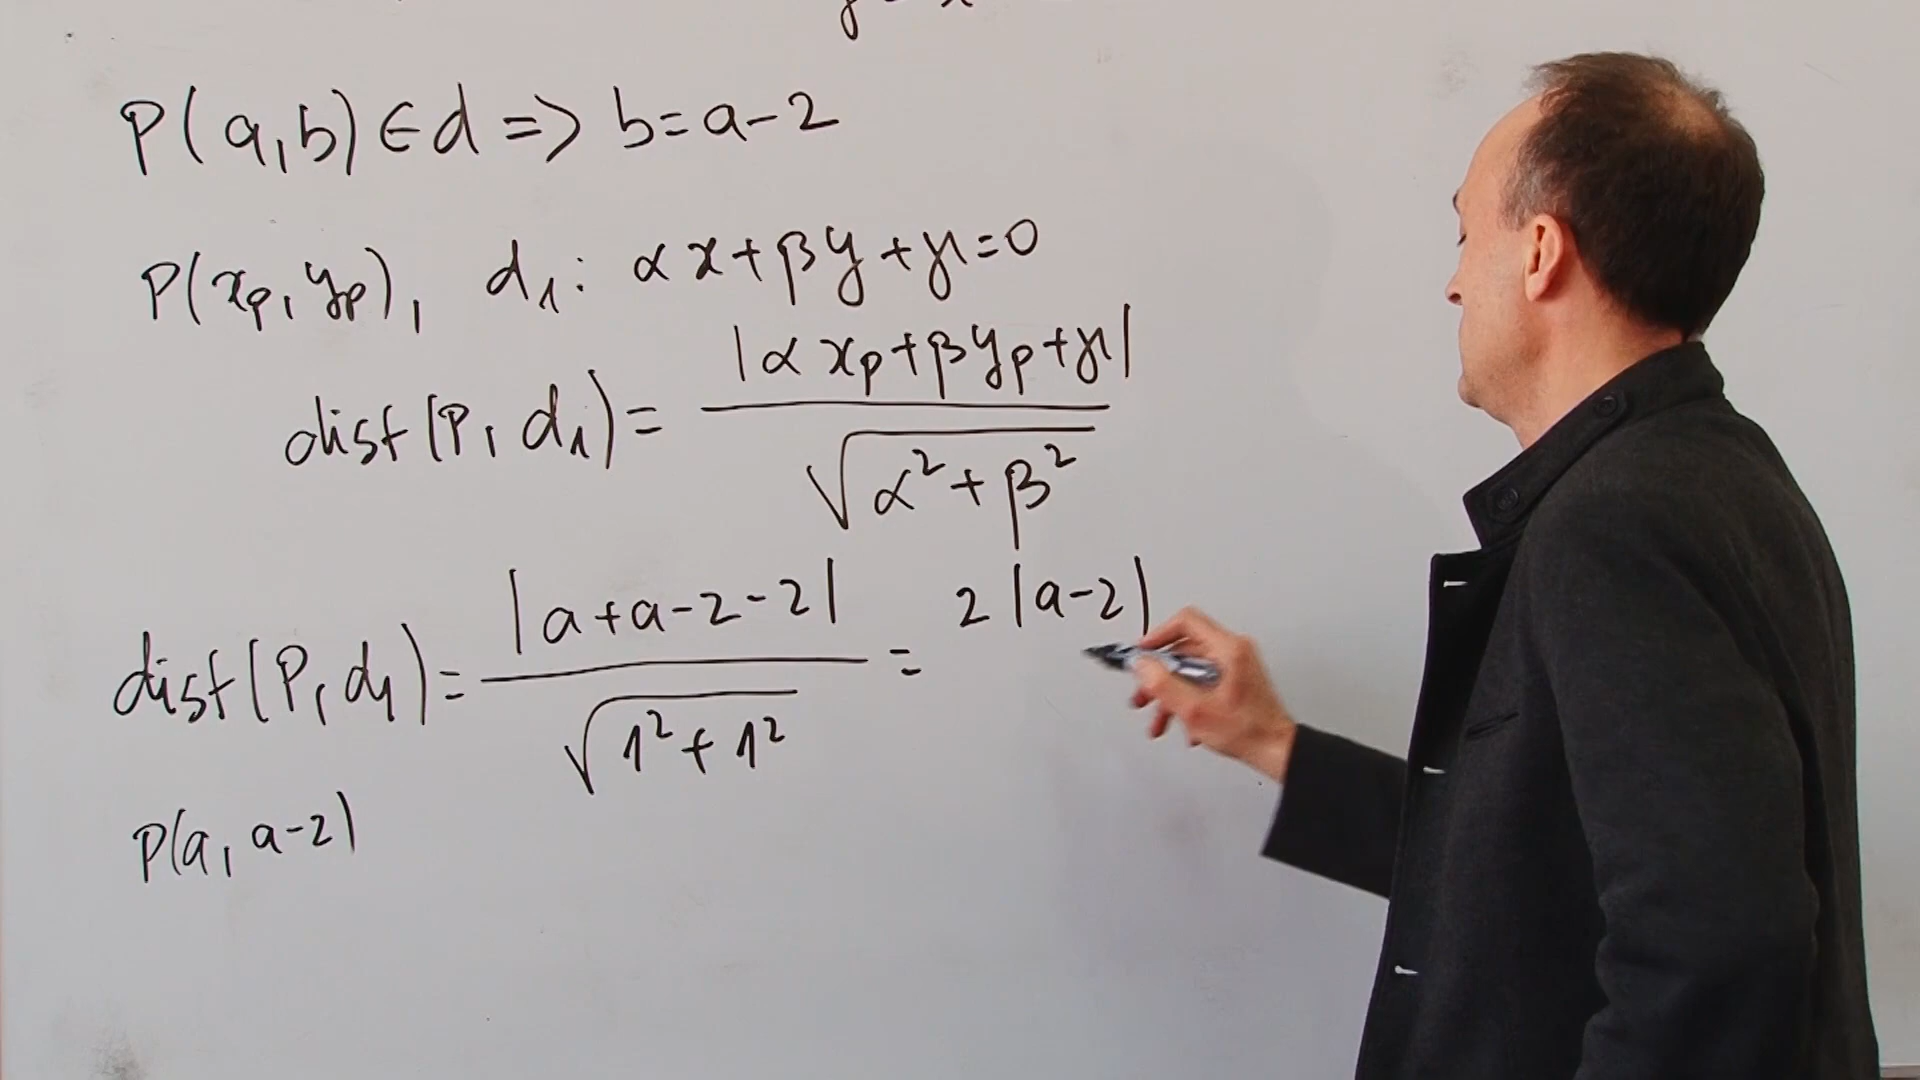 P(a,b)∈d => b=a-2
P(xp, yp), d1: αx+βy+γ=0
dist(P, d1)= |αxp+βyp+γ| / √(α²+β²)
dist(P, d1)= |a+a-2-2| / √(1²+1²) = 2|a-2|
P(a, a-2)